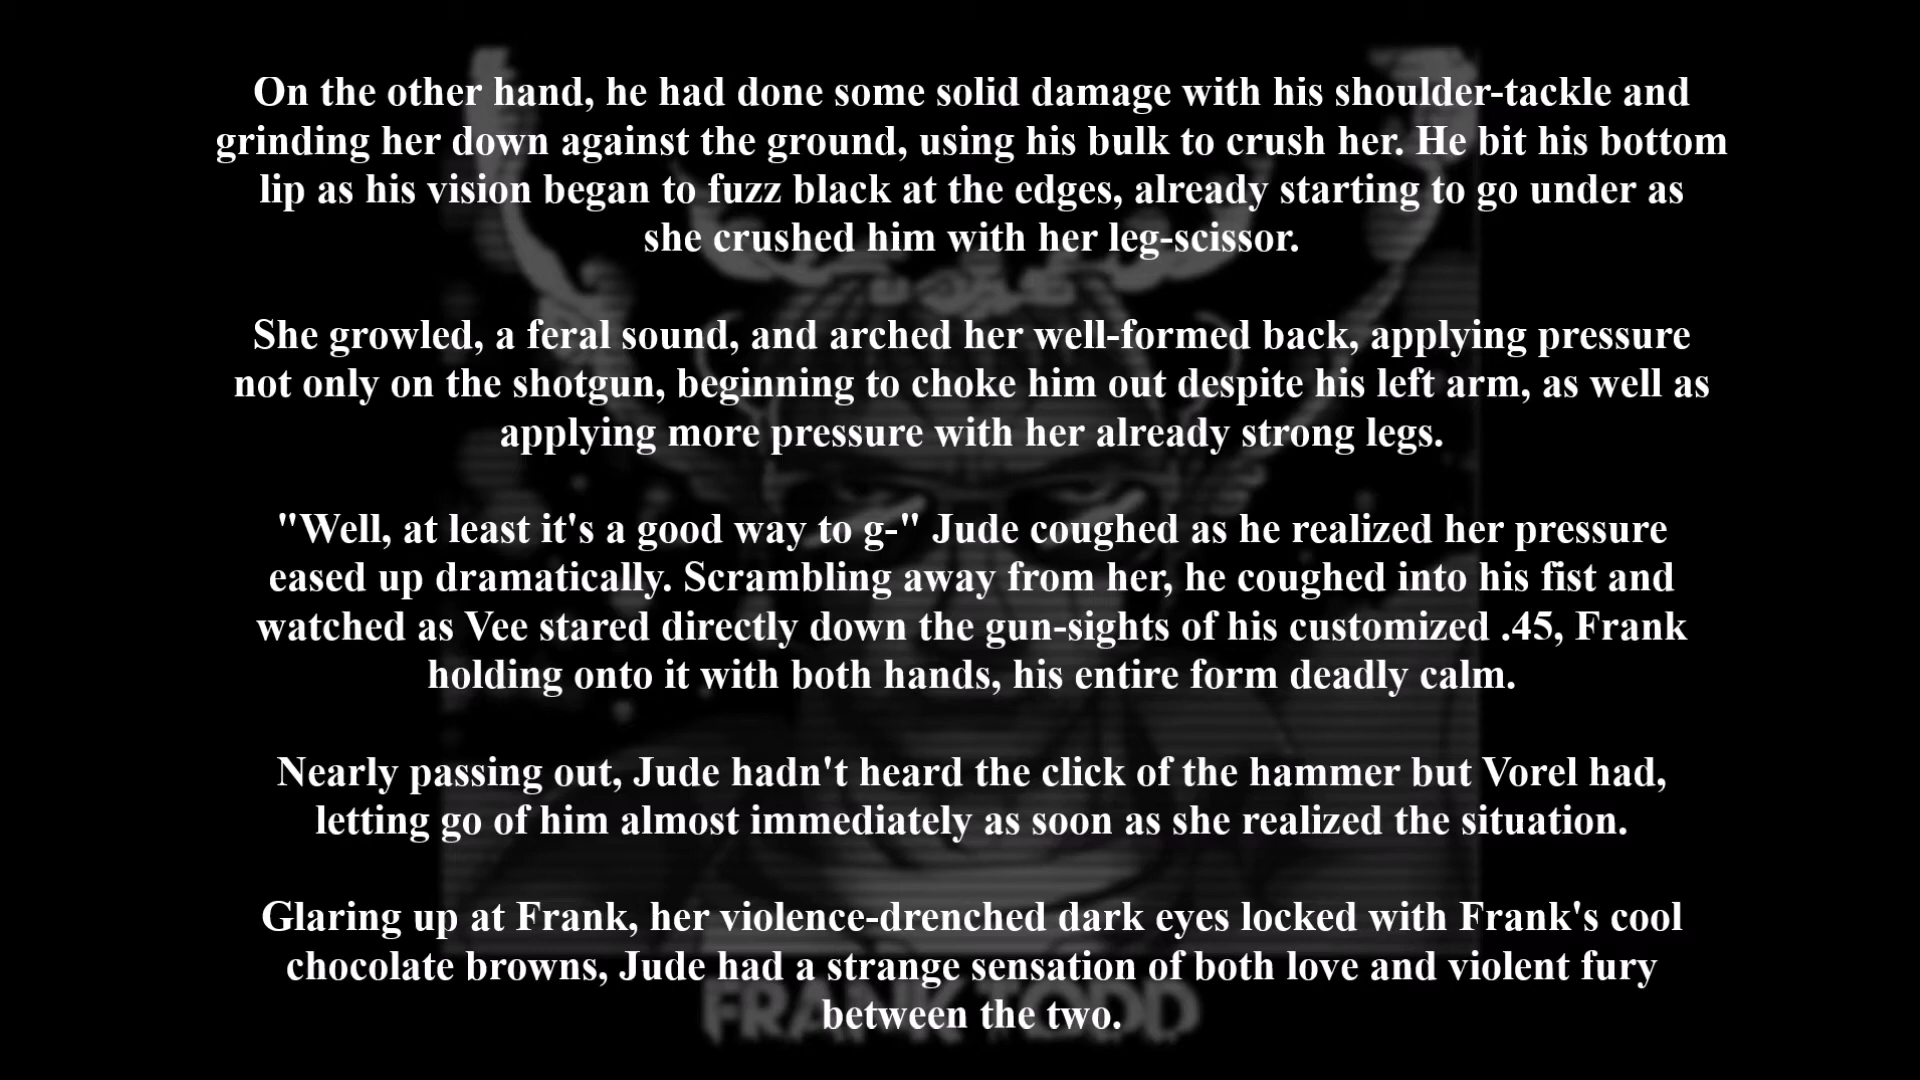 On the other hand, he had done some solid damage with his shoulder-tackle and
grinding her down against the ground, using his bulk to crush her. He bit his bottom
lip as his vision began to fuzz black at the edges, already starting to go under as
she crushed him with her leg-scissor.
She growled, a feral sound, and arched her well-formed back, applying pressure
not only on the shotgun, beginning to choke him out despite his left arm, as well as
applying more pressure with her already strong legs.
"Well, at least it's a good way to g-" Jude coughed as he realized her pressure
eased up dramatically. Scrambling away from her, he coughed into his fist and
watched as Vee stared directly down the gun-sights of his customized .45, Frank
holding onto it with both hands, his entire form deadly calm.
Nearly passing out, Jude hadn't heard the click of the hammer but Vorel had,
letting go of him almost immediately as soon as she realized the situation.
Glaring up at Frank, her violence-drenched dark eyes locked with Frank's cool
chocolate browns, Jude had a strange sensation of both love and violent fury
between the two.
FRANK TODD